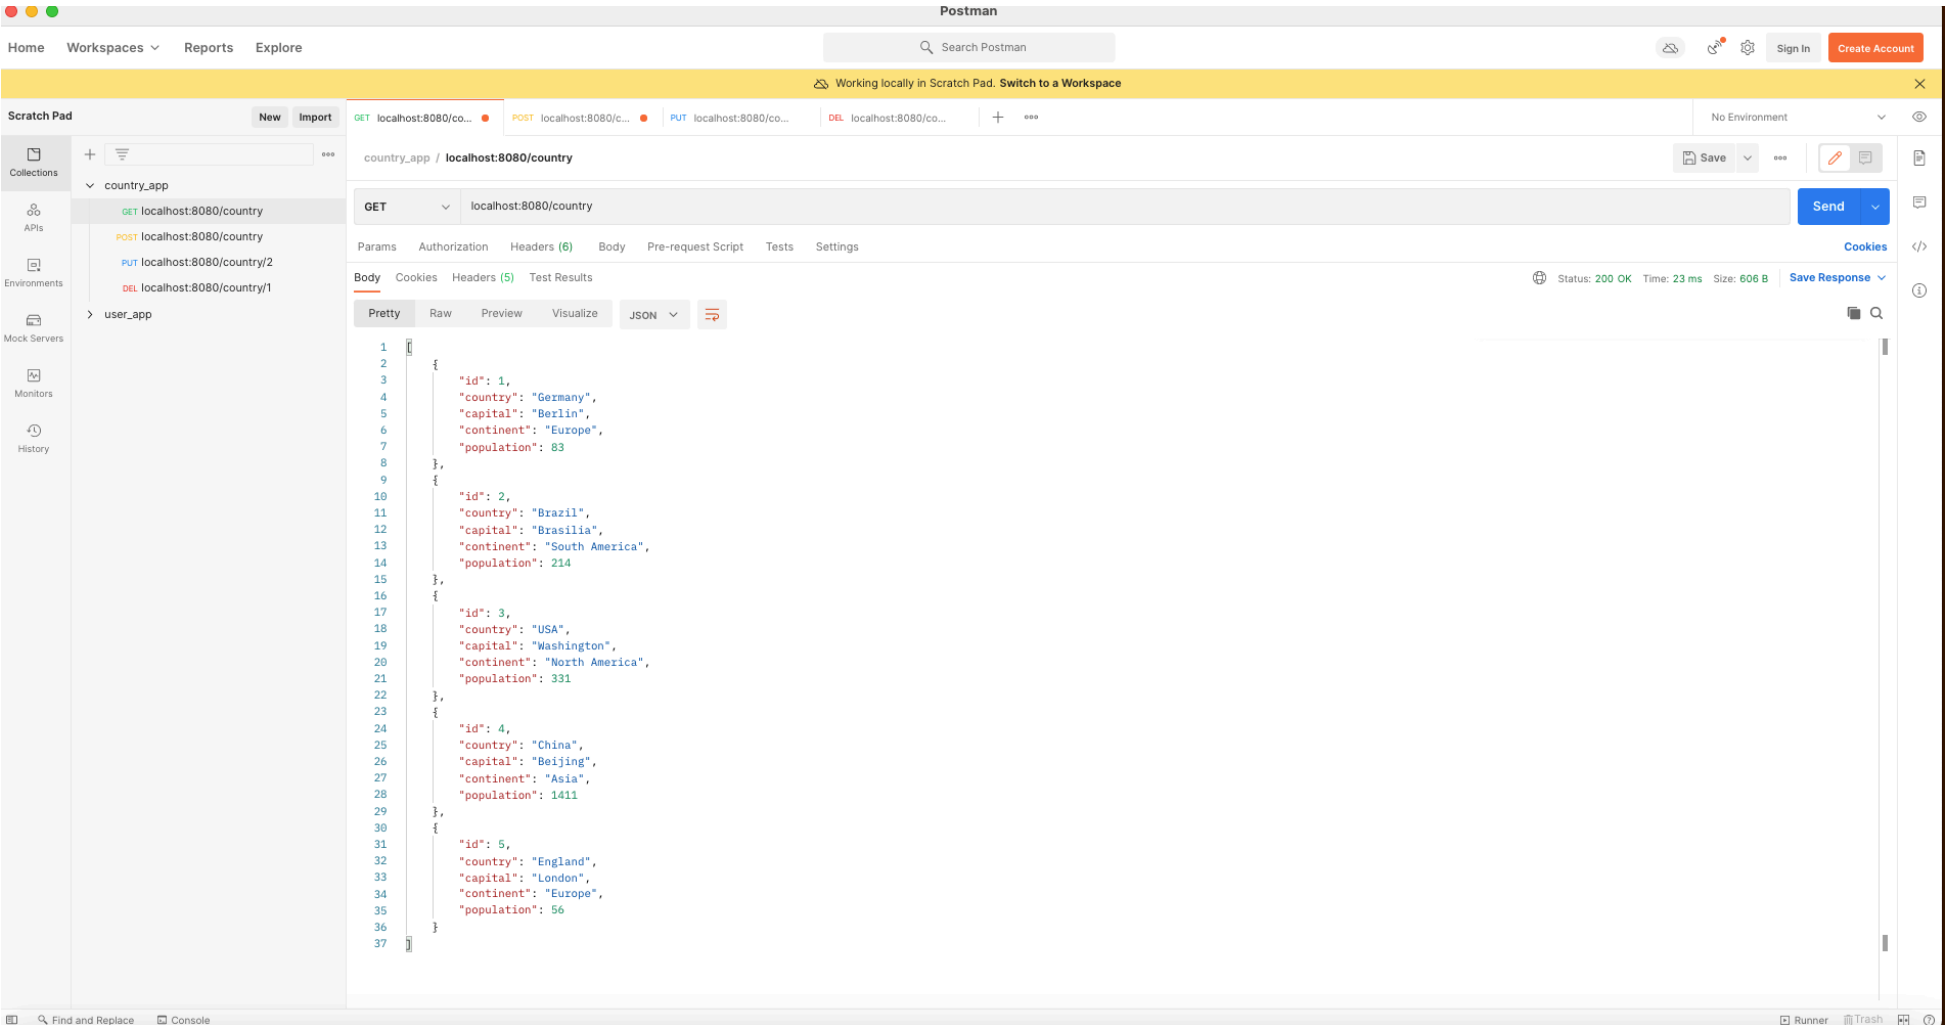 Postman
Home Workspaces Reports Explore Search Postman Sign In Create Account
Working locally in Scratch Pad. Switch to a Workspace
Scratch Pad New Import GET localhost:8080/co... POST localhost:8080/c... PUT localhost:8080/co... DEL localhost:8080/co... No Environment
Collections
APIs
Environments
Mock Servers
Monitors
History
country_app
GET localhost:8080/country
POST localhost:8080/country
PUT localhost:8080/country/2
DEL localhost:8080/country/1
user_app
country_app / localhost:8080/country Save
GET localhost:8080/country Send
Params Authorization Headers (6) Body Pre-request Script Tests Settings Cookies
Body Cookies Headers (5) Test Results Status: 200 OK Time: 23 ms Size: 606 B Save Response
Pretty Raw Preview Visualize JSON
1 [
2 {
3 "id": 1,
4 "country": "Germany",
5 "capital": "Berlin",
6 "continent": "Europe",
7 "population": 83
8 },
9 {
10 "id": 2,
11 "country": "Brazil",
12 "capital": "Brasilia",
13 "continent": "South America",
14 "population": 214
15 },
16 {
17 "id": 3,
18 "country": "USA",
19 "capital": "Washington",
20 "continent": "North America",
21 "population": 331
22 },
23 {
24 "id": 4,
25 "country": "China",
26 "capital": "Beijing",
27 "continent": "Asia",
28 "population": 1411
29 },
30 {
31 "id": 5,
32 "country": "England",
33 "capital": "London",
34 "continent": "Europe",
35 "population": 56
36 }
37 ]
Find and Replace Console Runner Trash